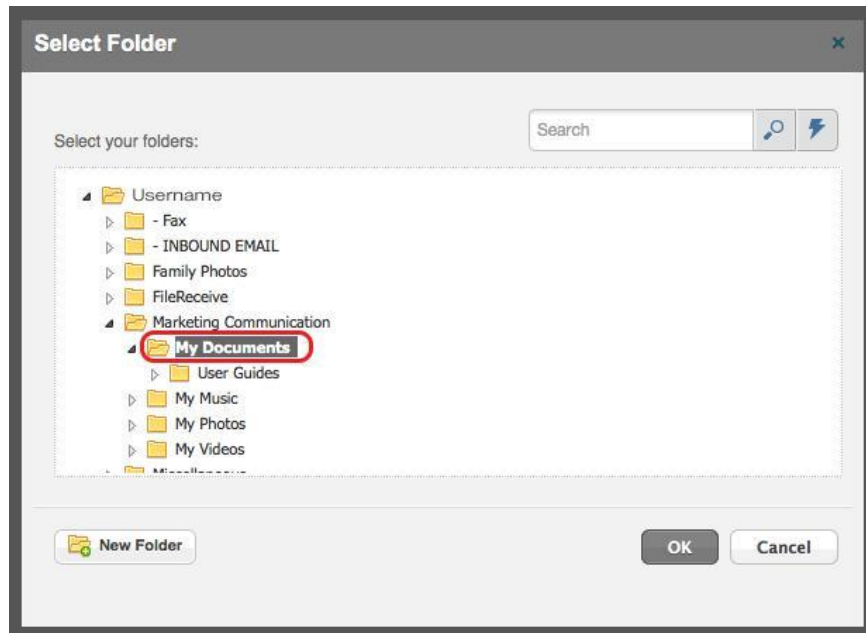 Select Folder
Select your folders:
Search
Username
- Fax
- INBOUND EMAIL
Family Photos
FileReceive
Marketing Communication
My Documents
User Guides
My Music
My Photos
My Videos
New Folder
OK
Cancel